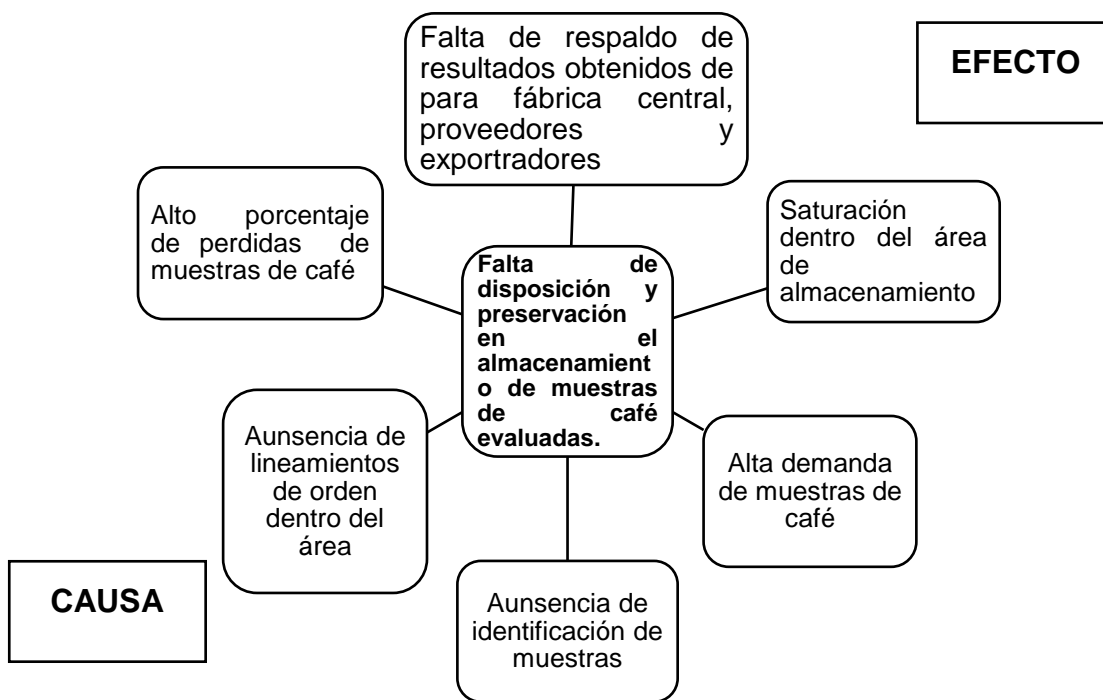 Falta de respaldo de
resultados obtenidos de
para fábrica central,
proveedores y
exportradores
EFECTO
Alto porcentaje
de perdidas de
muestras de café
Saturación
dentro del área
de
almacenamiento
Falta de
disposición y
preservación
en el
almacenamient
o de muestras
de café
evaluadas.
Aunsencia de
lineamientos
de orden
dentro del
área
Alta demanda
de muestras de
café
CAUSA
Aunsencia de
identificación de
muestras